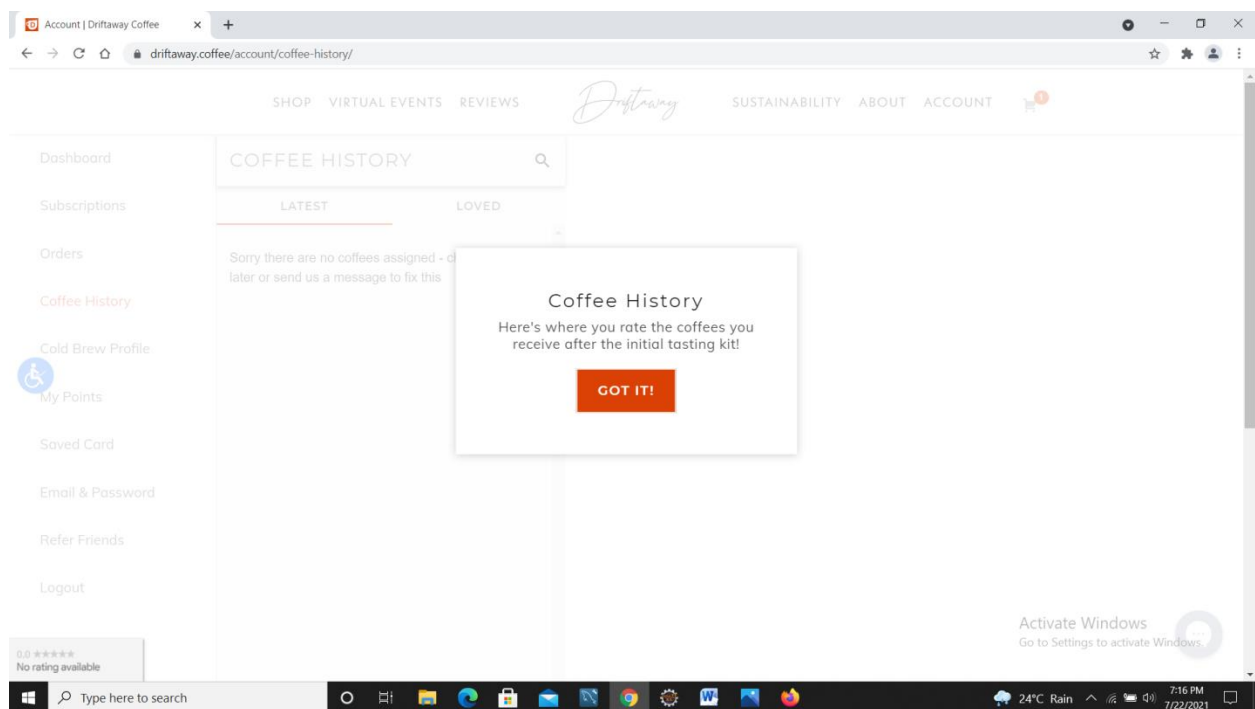 Account | Driftaway Coffee
driftaway.coffee/account/coffee-history/
SHOP VIRTUAL EVENTS REVIEWS Driftaway SUSTAINABILITY ABOUT ACCOUNT 1
Dashboard
Subscriptions
Orders
Coffee History
Cold Brew Profile
My Points
Saved Card
Email & Password
Refer Friends
Logout
COFFEE HISTORY
LATEST LOVED
Sorry there are no coffees assigned -
later or send us a message to fix this
Coffee History
Here's where you rate the coffees you
receive after the initial tasting kit!
GOT IT!
Activate Windows
Go to Settings to activate Windows.
0.0 ★★★★★
No rating available
Type here to search
24°C Rain
7:16 PM
7/22/2021